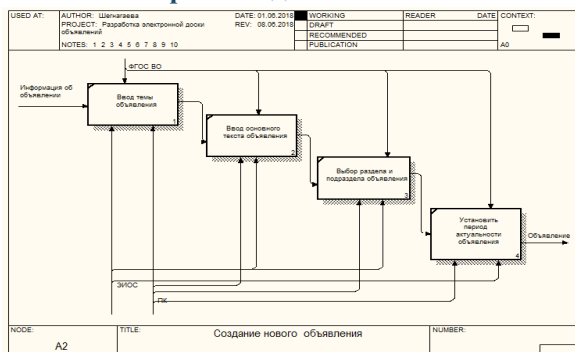 USED AT:
AUTHOR: Шенгаева
DATE: 01.06.2018
WORKING
READER
DATE
CONTEXT:
PROJECT: Разработка электронной доски
объявлений
REV: 08.06.2018
DRAFT
RECOMMENDED
NOTES: 1 2 3 4 5 6 7 8 9 10
PUBLICATION
A0
ФГОС ВО
Информация об
объявлении
Ввод темы
объявления
1
Ввод основного
текста объявления
2
Выбор раздела и
подраздела объявления
3
Установить
период
актуальности
объявления
4
Объявление
ЭИОС
ПК
NODE:
A2
TITLE:
Создание нового объявления
NUMBER: